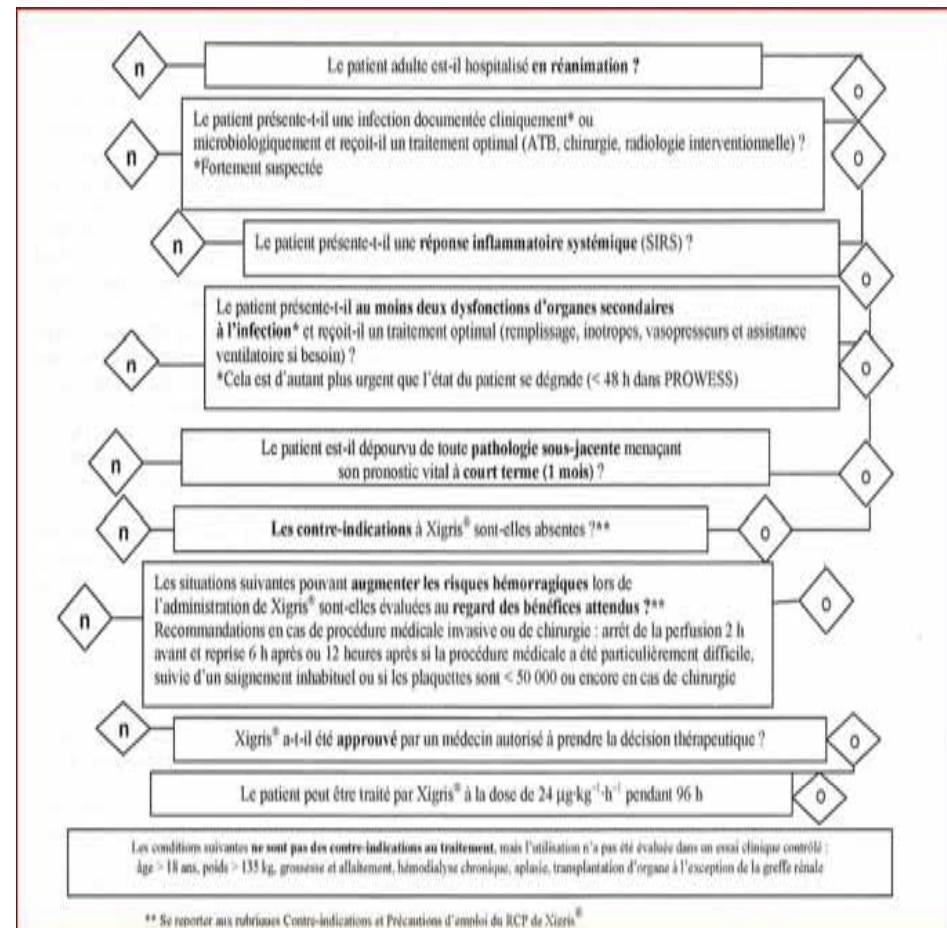 n
Le patient adulte est-il hospitalisé en réanimation ?
o
Le patient présente-t-il une infection documentée cliniquement* ou
microbiologiquement et reçoit-il un traitement optimal (ATB, chirurgie, radiologie interventionnelle) ?
*Fortement suspectée
n
o
n
Le patient présente-t-il une réponse inflammatoire systémique (SIRS) ?
o
Le patient présente-t-il au moins deux dysfonctions d'organes secondaires
à l'infection* et reçoit-il un traitement optimal (remplissage, inotropes, vasopresseurs et assistance
ventilatoire si besoin) ?
*Cela est d'autant plus urgent que l'état du patient se dégrade (< 48 h dans PROWESS)
n
o
Le patient est-il dépourvu de toute pathologie sous-jacente menaçant
son pronostic vital à court terme (1 mois) ?
n
o
n
Les contre-indications à Xigris® sont-elles absentes ?**
o
Les situations suivantes pouvant augmenter les risques hémorragiques lors de
l'administration de Xigris® sont-elles évaluées au regard des bénéfices attendus ?**
Recommandations en cas de procédure médicale invasive ou de chirurgie : arrêt de la perfusion 2 h
avant et reprise 6 h après ou 12 heures après si la procédure médicale a été particulièrement difficile,
suivie d'un saignement inhabituel ou si les plaquettes sont < 50 000 ou encore en cas de chirurgie
n
o
n
Xigris® a-t-il été approuvé par un médecin autorisé à prendre la décision thérapeutique ?
o
Le patient peut être traité par Xigris® à la dose de 24 µg·kg⁻¹·h⁻¹ pendant 96 h
o
Les conditions suivantes ne sont pas des contre-indications au traitement, mais l'utilisation n'a pas été évaluée dans un essai clinique contrôlé :
âge > 18 ans, poids > 135 kg, grossesse et allaitement, hémodialyse chronique, aplasie, transplantation d'organe à l'exception de la greffe rénale
** Se reporter aux rubriques Contre-indications et Précautions d'emploi du RCP de Xigris®